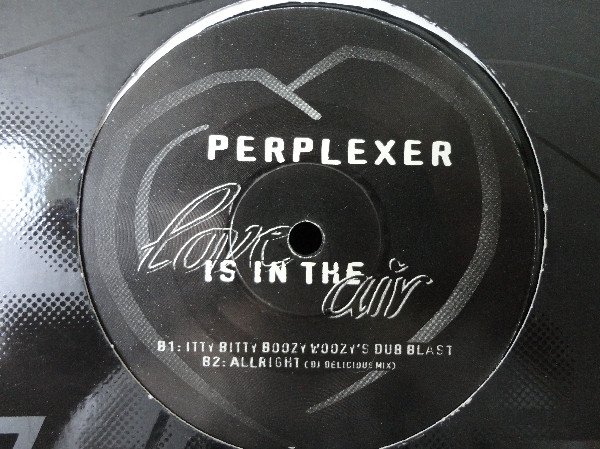 PERPLEXER
Love
IS IN THE
air
B1: ITTY BITTY BOOZY WOOZY'S DUB BLAST
B2: ALLRIGHT (DJ DELICIOUS MIX)